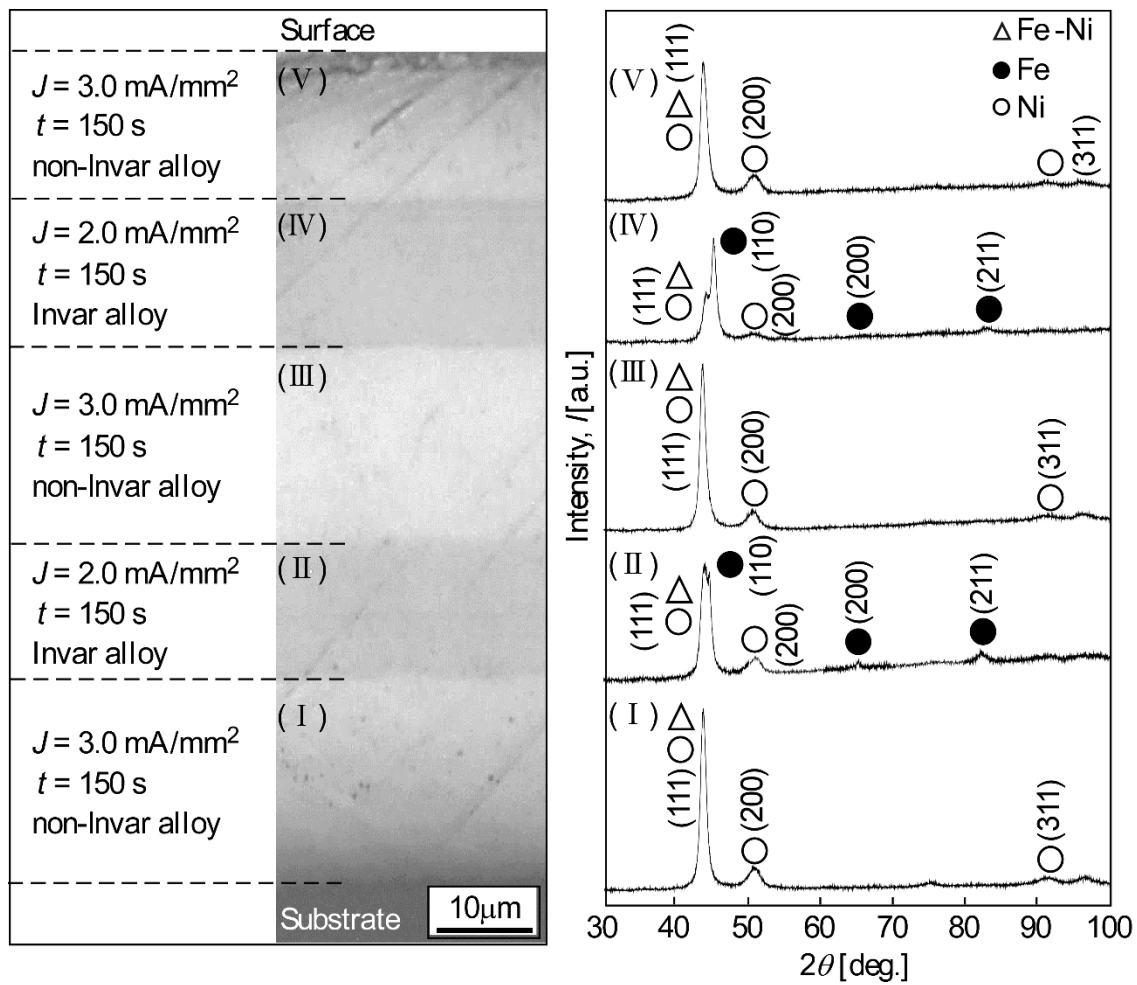 Surface
J = 3.0 mA/mm²
t = 150 s
non-Invar alloy
(Ⅴ)
J = 2.0 mA/mm²
t = 150 s
Invar alloy
(Ⅳ)
J = 3.0 mA/mm²
t = 150 s
non-Invar alloy
(Ⅲ)
J = 2.0 mA/mm²
t = 150 s
Invar alloy
(Ⅱ)
J = 3.0 mA/mm²
t = 150 s
non-Invar alloy
(Ⅰ)
Substrate
10μm
△ Fe-Ni
● Fe
○ Ni
(Ⅴ)
(111)
(200)
(311)
(Ⅳ)
(111)
(110)
(200)
(200)
(211)
(Ⅲ)
(111)
(200)
(311)
(Ⅱ)
(111)
(110)
(200)
(200)
(211)
(Ⅰ)
(111)
(200)
(311)
Intensity, I [a.u.]
30 40 50 60 70 80 90 100
2θ [deg.]